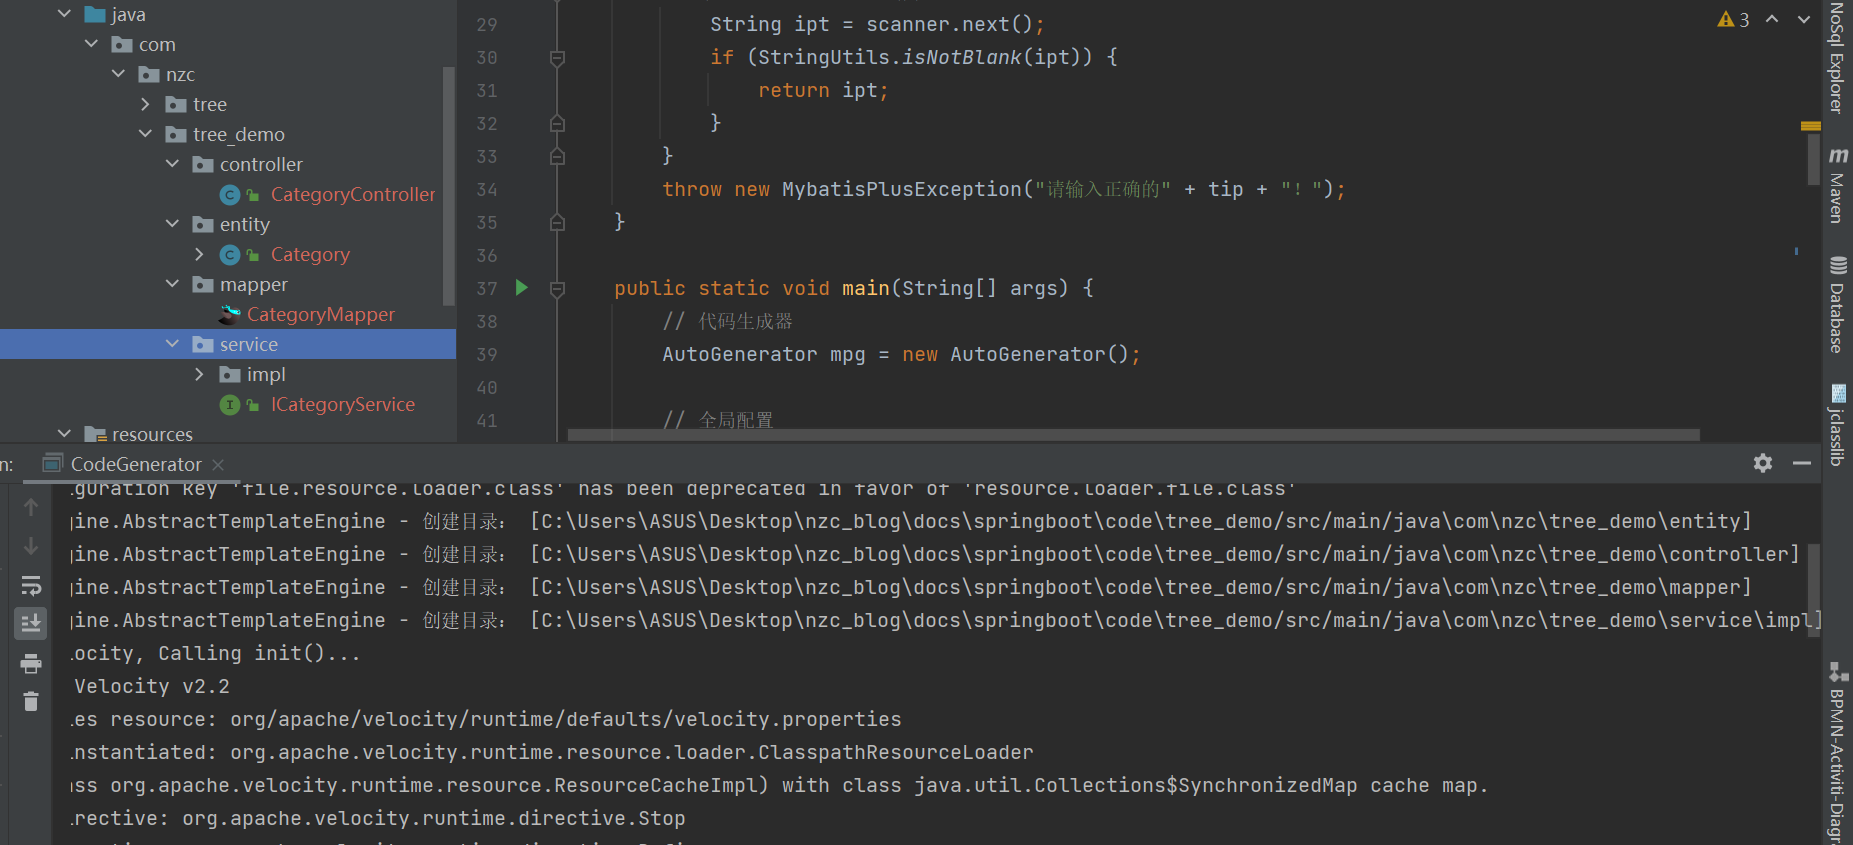 java
com
nzc
tree
tree_demo
controller
CategoryController
entity
Category
mapper
CategoryMapper
service
impl
ICategoryService
resources
29 String ipt = scanner.next();
30 if (StringUtils.isNotBlank(ipt)) {
31 return ipt;
32 }
33 }
34 throw new MybatisPlusException("请输入正确的" + tip + "！");
35 }
36
37 public static void main(String[] args) {
38 // 代码生成器
39 AutoGenerator mpg = new AutoGenerator();
40
41 // 全局配置
3
NoSql Explorer
Maven
Database
jclasslib
BPMN-Activiti-Diagr
n:
CodeGenerator
guration key 'file.resource.loader.class' has been deprecated in favor of 'resource.loader.file.class'
gine.AbstractTemplateEngine - 创建目录： [C:\Users\ASUS\Desktop\nzc_blog\docs\springboot\code\tree_demo/src/main/java\com\nzc\tree_demo\entity]
gine.AbstractTemplateEngine - 创建目录： [C:\Users\ASUS\Desktop\nzc_blog\docs\springboot\code\tree_demo/src/main/java\com\nzc\tree_demo\controller]
gine.AbstractTemplateEngine - 创建目录： [C:\Users\ASUS\Desktop\nzc_blog\docs\springboot\code\tree_demo/src/main/java\com\nzc\tree_demo\mapper]
gine.AbstractTemplateEngine - 创建目录： [C:\Users\ASUS\Desktop\nzc_blog\docs\springboot\code\tree_demo/src/main/java\com\nzc\tree_demo\service\impl]
locity, Calling init()...
Velocity v2.2
ies resource: org/apache/velocity/runtime/defaults/velocity.properties
instantiated: org.apache.velocity.runtime.resource.loader.ClasspathResourceLoader
ass org.apache.velocity.runtime.resource.ResourceCacheImpl) with class java.util.Collections$SynchronizedMap cache map.
irective: org.apache.velocity.runtime.directive.Stop